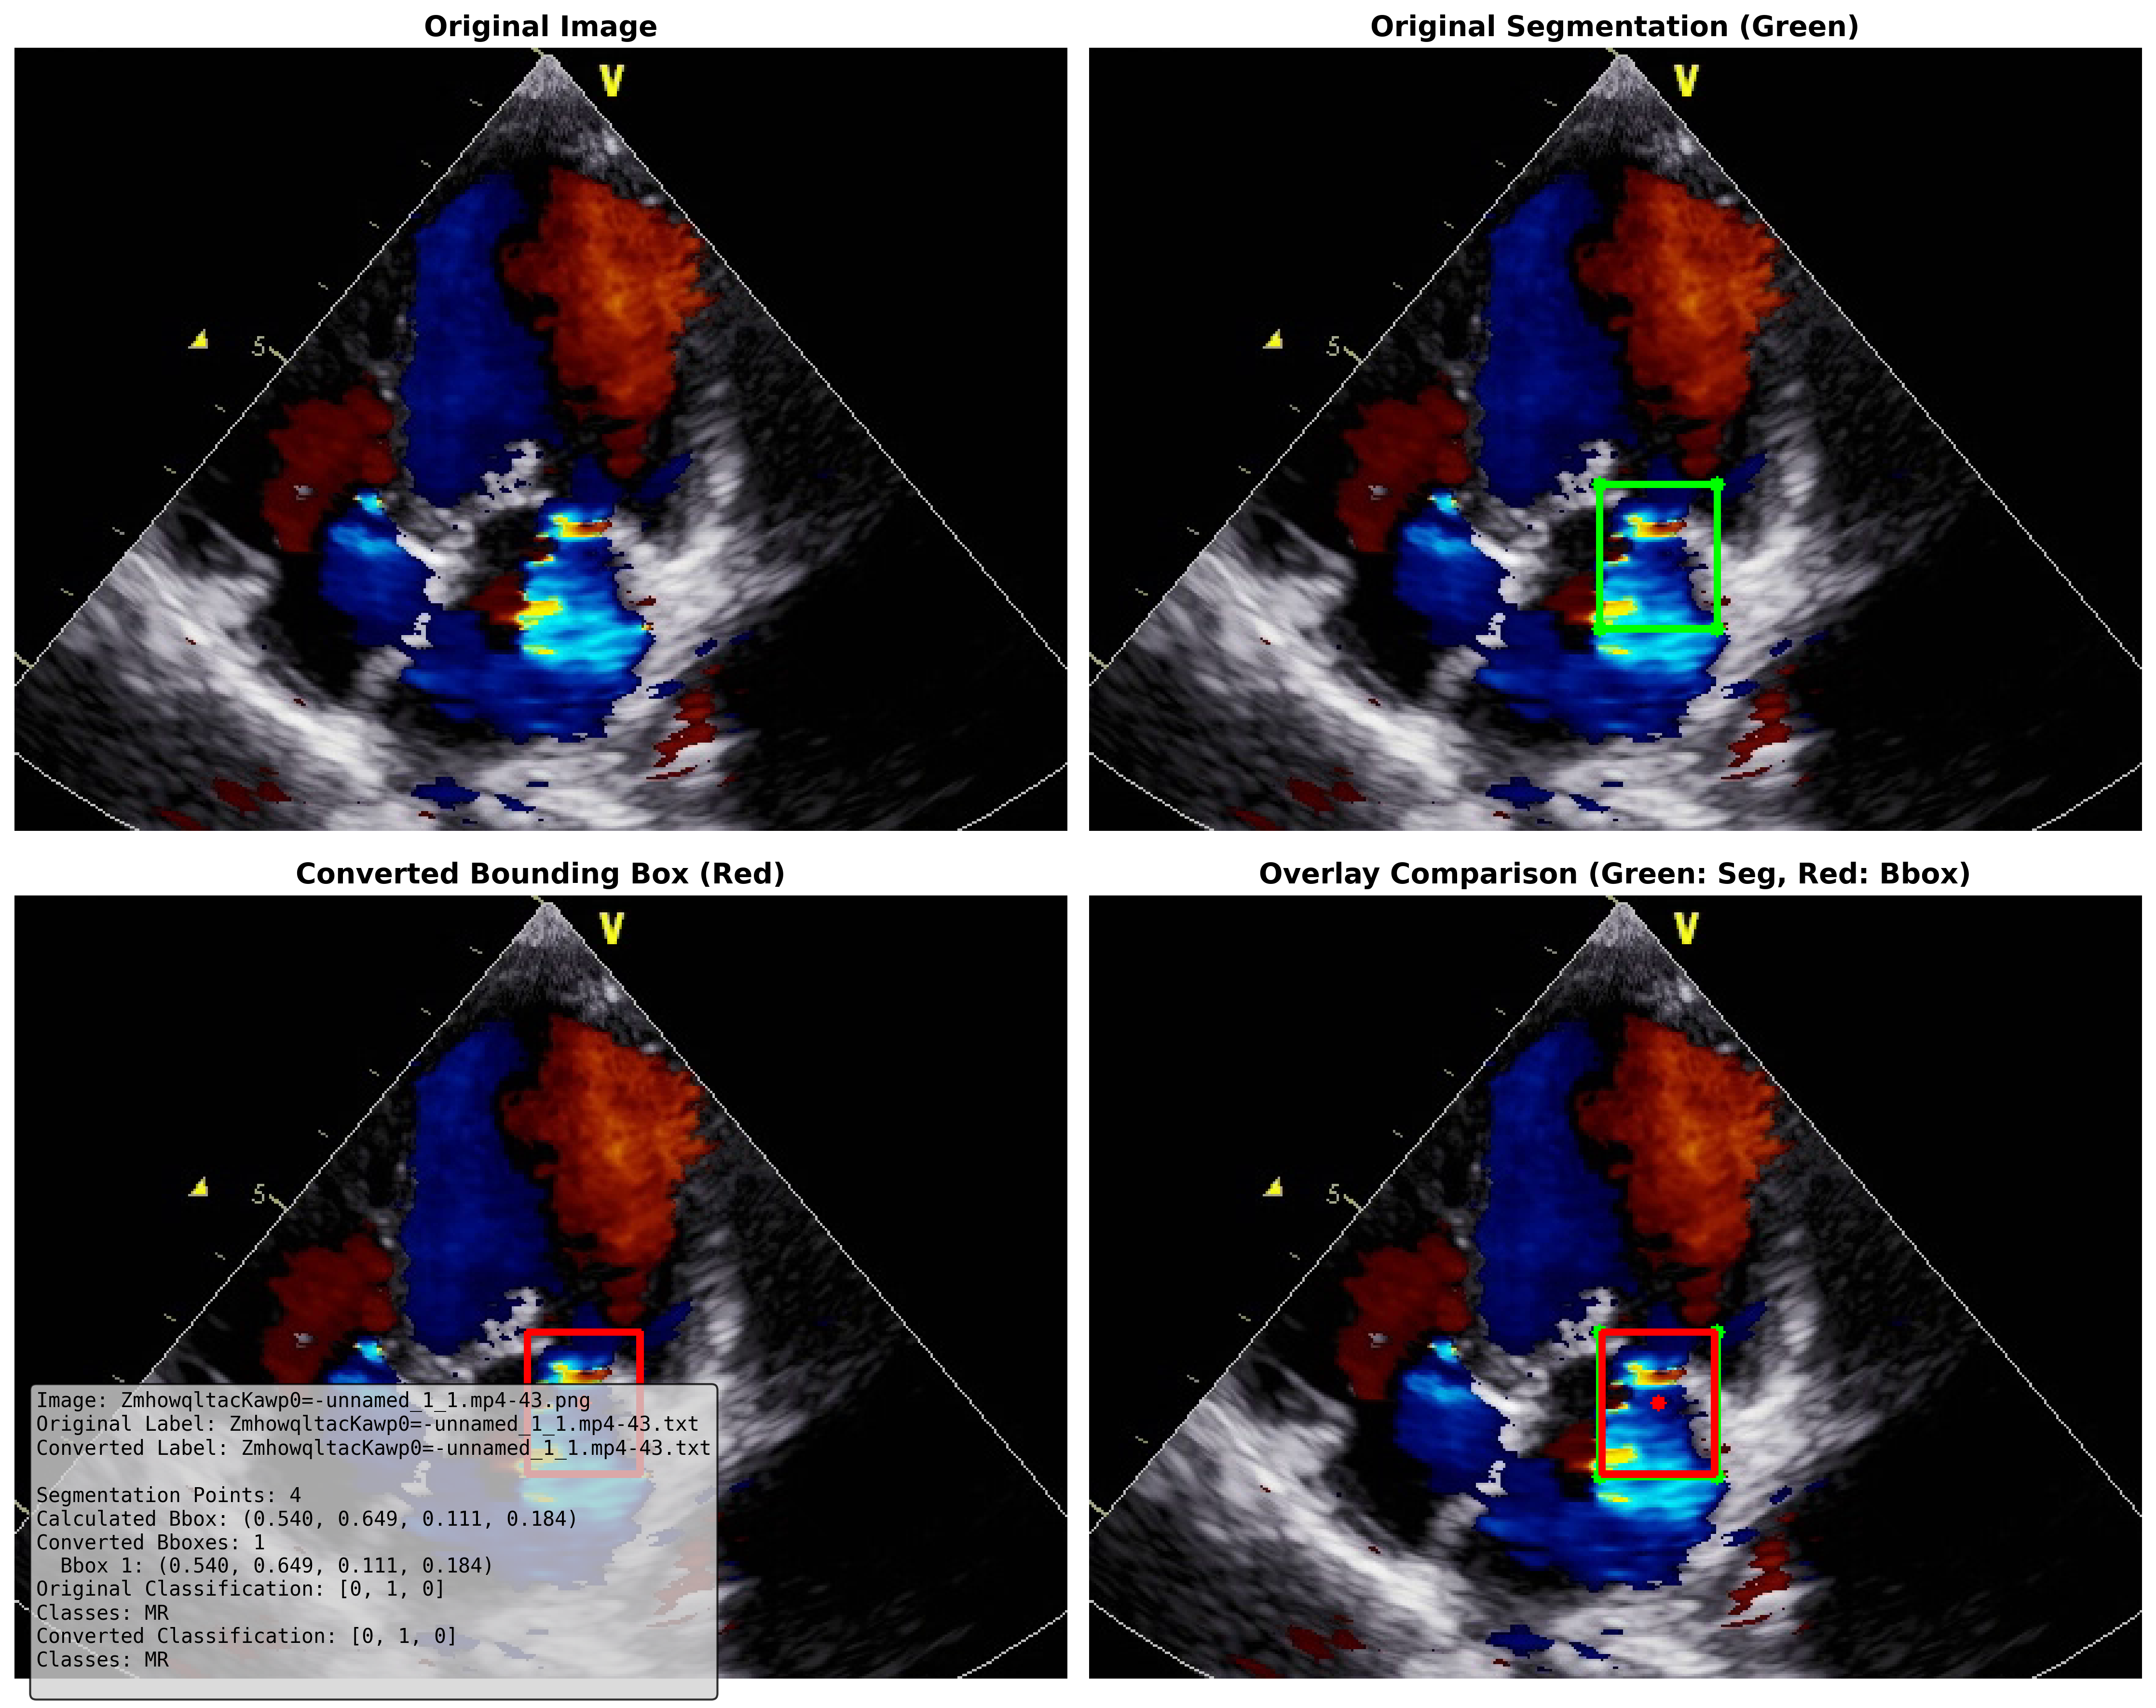 Original Image
Original Segmentation (Green)
V
5
V
5
Converted Bounding Box (Red)
Overlay Comparison (Green: Seg, Red: Bbox)
V
5
V
5
Image: ZmhowqltacKawp0=-unnamed_1_1.mp4-43.png
Original Label: ZmhowqltacKawp0=-unnamed_1_1.mp4-43.txt
Converted Label: ZmhowqltacKawp0=-unnamed_1_1.mp4-43.txt
Segmentation Points: 4
Calculated Bbox: (0.540, 0.649, 0.111, 0.184)
Converted Bboxes: 1
Bbox 1: (0.540, 0.649, 0.111, 0.184)
Original Classification: [0, 1, 0]
Classes: MR
Converted Classification: [0, 1, 0]
Classes: MR